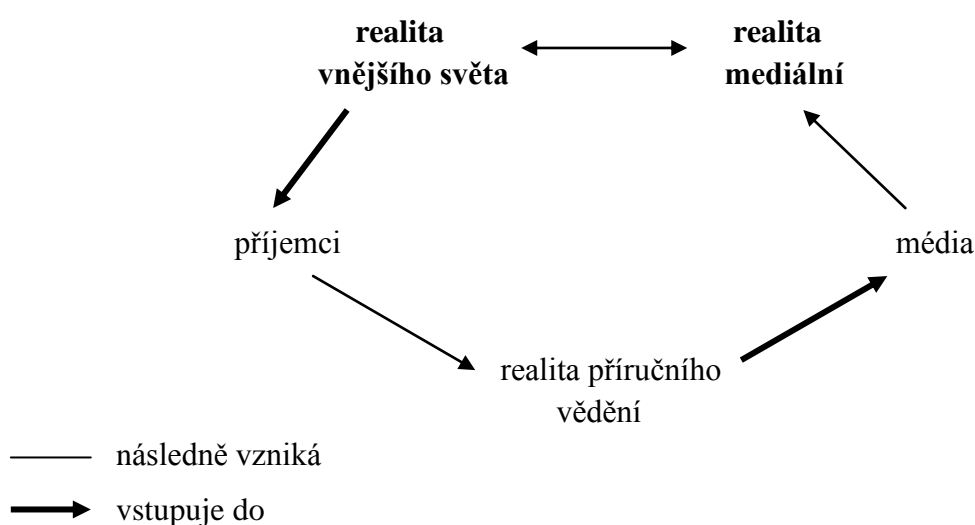 realita
vnějšího světa
realita
mediální
příjemci
média
realita příručního
vědění
následně vzniká
vstupuje do